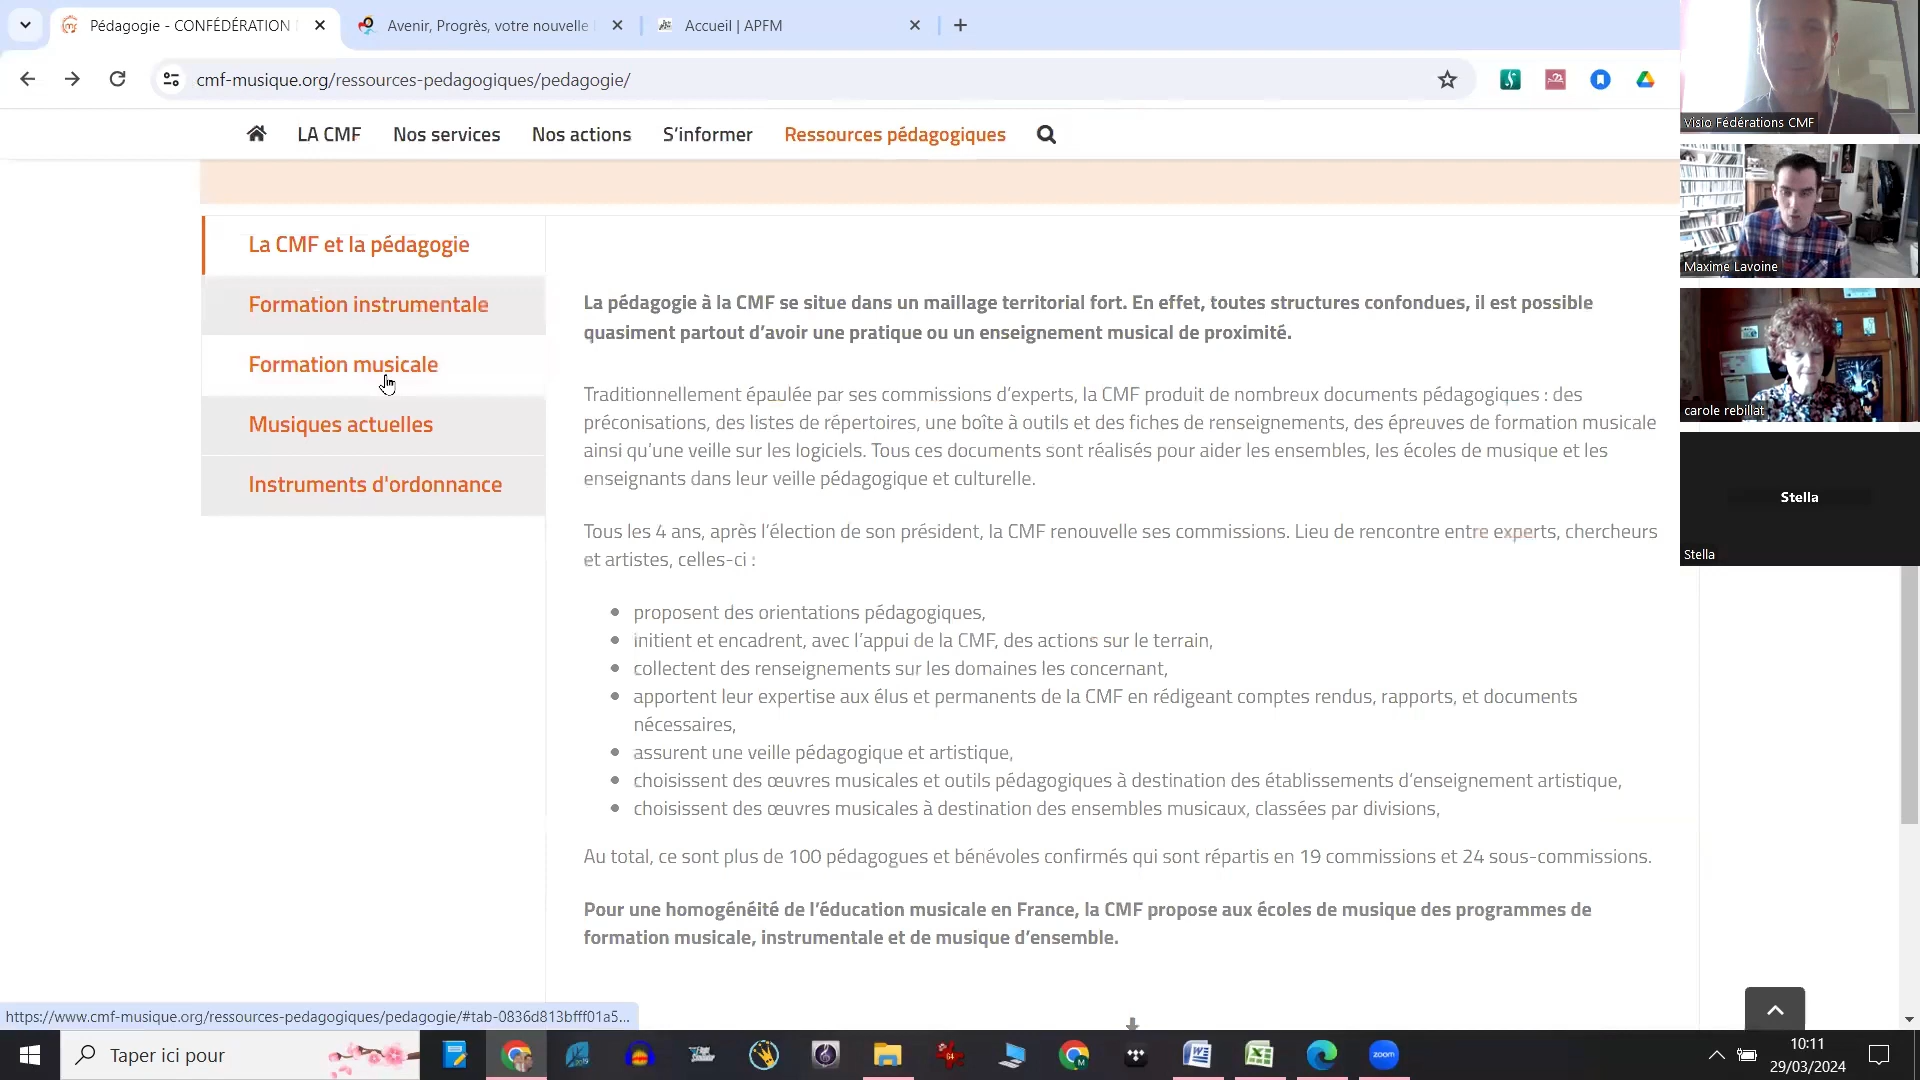 Pédagogie - CONFÉDÉRATION
Avenir, Progrès, votre nouvelle
Accueil | APFM
cmf-musique.org/ressources-pedagogiques/pedagogie/
LA CMF
Nos services
Nos actions
S'informer
Ressources pédagogiques
Visio Fédérations CMF
Maxime Lavoine
carole rebillat
Stella
Stella
La CMF et la pédagogie
Formation instrumentale
Formation musicale
Musiques actuelles
Instruments d'ordonnance
La pédagogie à la CMF se situe dans un maillage territorial fort. En effet, toutes structures confondues, il est possible
quasiment partout d'avoir une pratique ou un enseignement musical de proximité.
Traditionnellement épaulée par ses commissions d'experts, la CMF produit de nombreux documents pédagogiques : des
préconisations, des listes de répertoires, une boîte à outils et des fiches de renseignements, des épreuves de formation musicale
ainsi qu'une veille sur les logiciels. Tous ces documents sont réalisés pour aider les ensembles, les écoles de musique et les
enseignants dans leur veille pédagogique et culturelle.
Tous les 4 ans, après l'élection de son président, la CMF renouvelle ses commissions. Lieu de rencontre entre experts, chercheurs
et artistes, celles-ci :
proposent des orientations pédagogiques,
initient et encadrent, avec l'appui de la CMF, des actions sur le terrain,
collectent des renseignements sur les domaines les concernant,
apportent leur expertise aux élus et permanents de la CMF en rédigeant comptes rendus, rapports, et documents
nécessaires,
assurent une veille pédagogique et artistique,
choisissent des œuvres musicales et outils pédagogiques à destination des établissements d'enseignement artistique,
choisissent des œuvres musicales à destination des ensembles musicaux, classées par divisions,
Au total, ce sont plus de 100 pédagogues et bénévoles confirmés qui sont répartis en 19 commissions et 24 sous-commissions.
Pour une homogénéité de l'éducation musicale en France, la CMF propose aux écoles de musique des programmes de
formation musicale, instrumentale et de musique d'ensemble.
https://www.cmf-musique.org/ressources-pedagogiques/pedagogie/#tab-0836d813bfff01a5...
Taper ici pour
zoom
10:11
29/03/2024